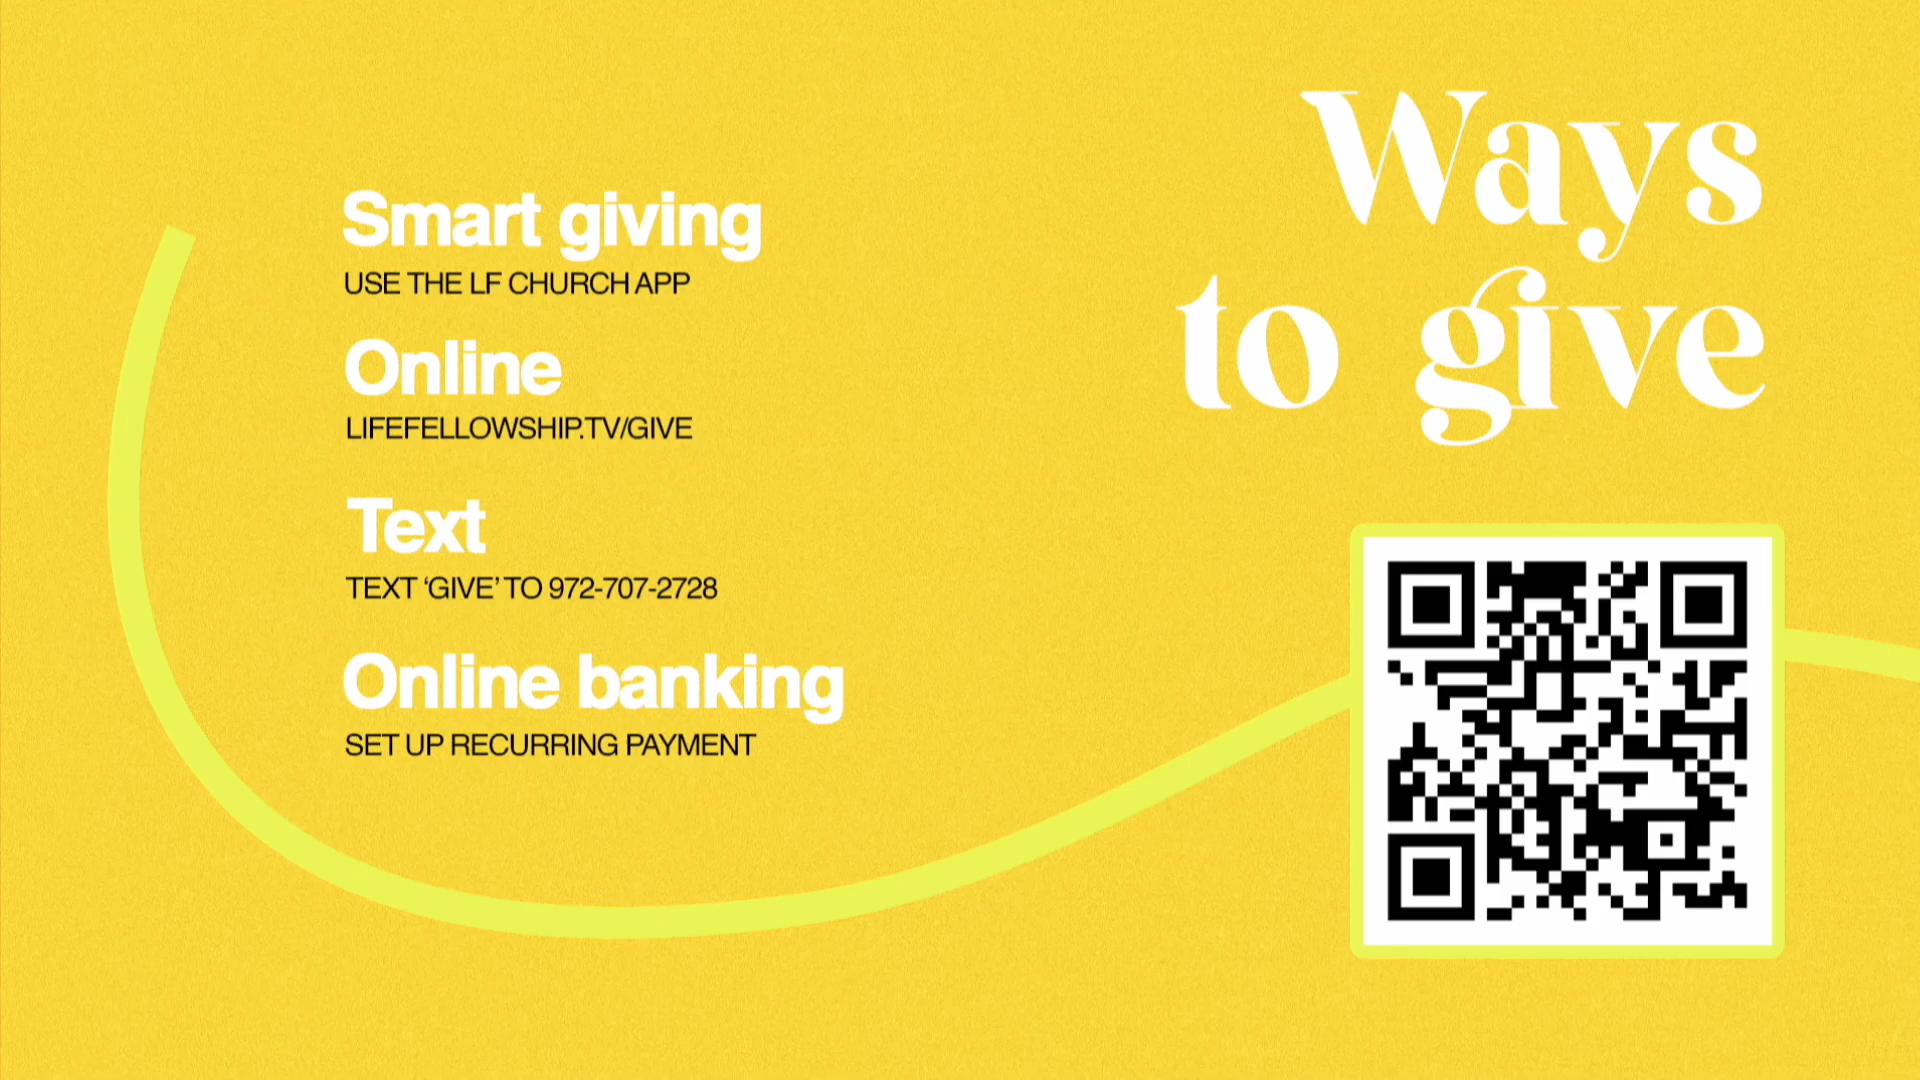 Ways
to give
Smart giving
USE THE LF CHURCH APP
Online
LIFEFELLOWSHIP.TV/GIVE
Text
TEXT ‘GIVE’ TO 972-707-2728
Online banking
SET UP RECURRING PAYMENT